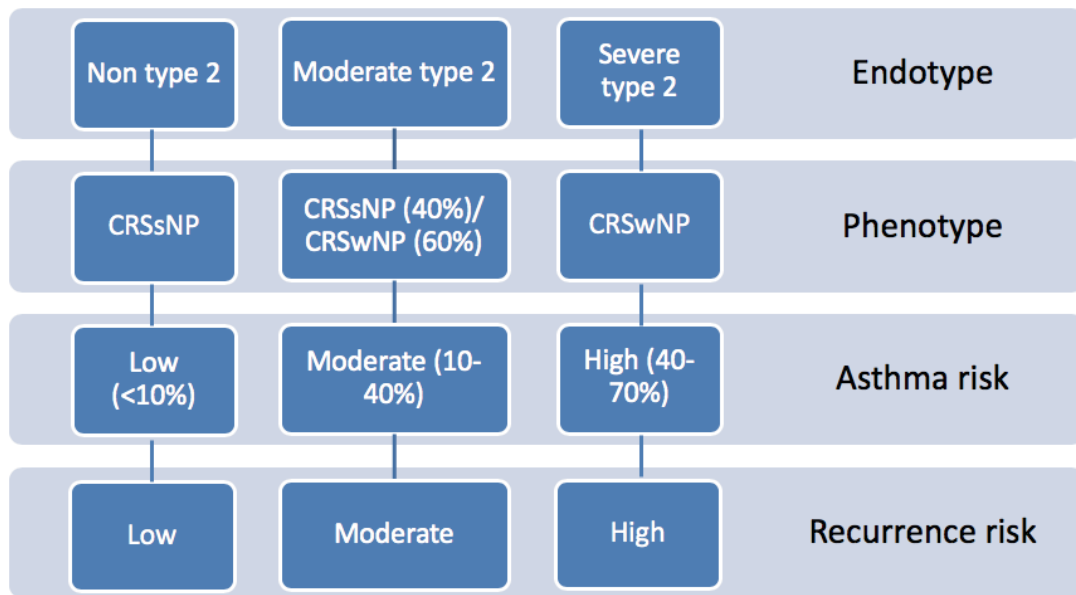 Non type 2
Moderate type 2
Severe
type 2
Endotype
CRSsNP
CRSsNP (40%)/
CRSwNP (60%)
CRSwNP
Phenotype
Low
(<10%)
Moderate (10-
40%)
High (40-
70%)
Asthma risk
Low
Moderate
High
Recurrence risk